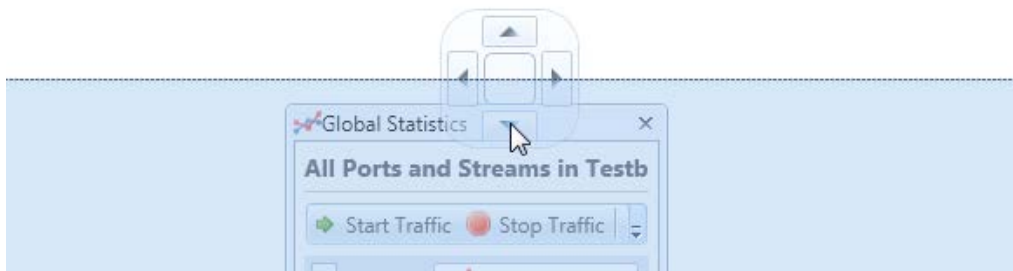 Global Statistics
All Ports and Streams in Testb
Start Traffic Stop Traffic